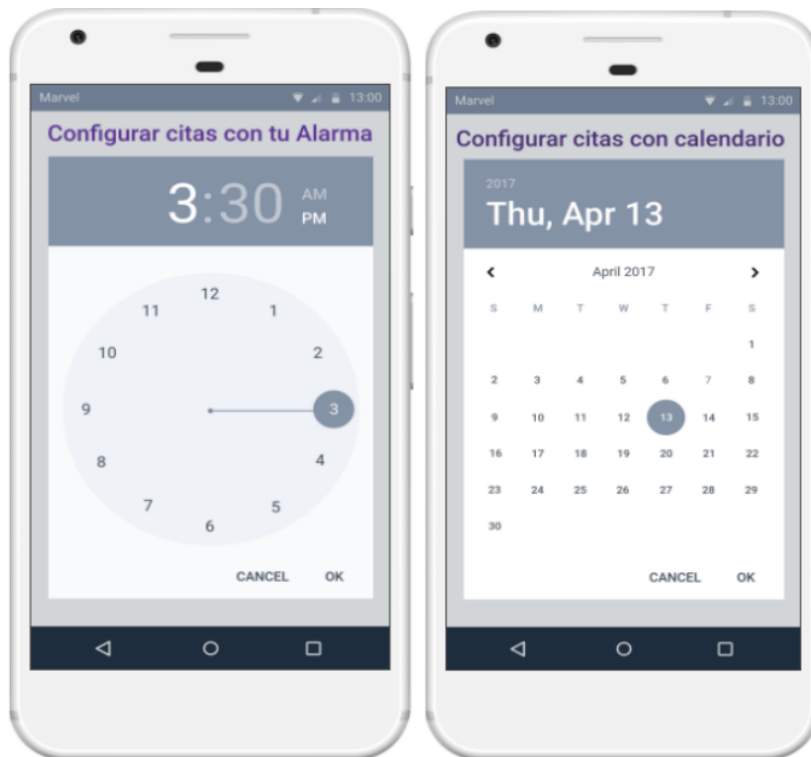 Marvel 13:00
Configurar citas con tu Alarma
3:30 AM
PM
12
11 1
10 2
9 3
8 4
7 5
6
CANCEL OK
Marvel 13:00
Configurar citas con calendario
2017
Thu, Apr 13
April 2017
S M T W T F S
1
2 3 4 5 6 7 8
9 10 11 12 13 14 15
16 17 18 19 20 21 22
23 24 25 26 27 28 29
30
CANCEL OK